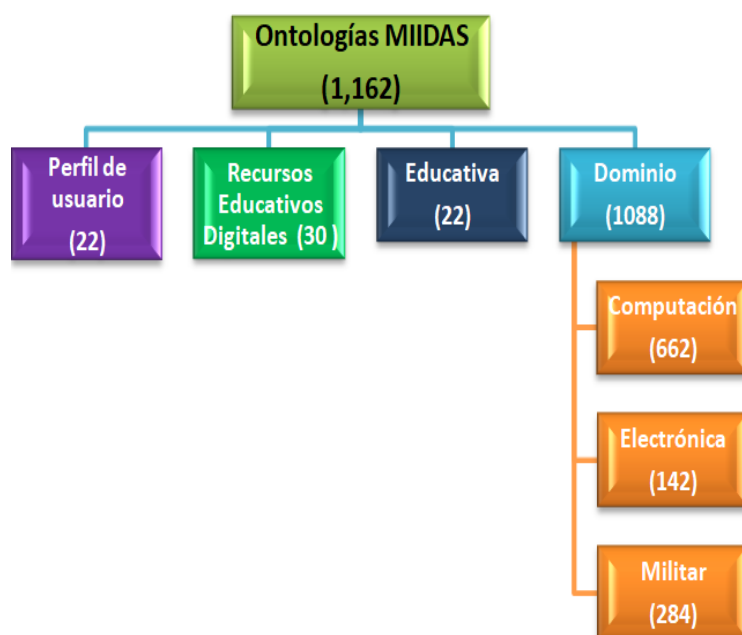 Ontologías MIIDAS
(1,162)
Perfil de
usuario
(22)
Recursos
Educativos
Digitales (30 )
Educativa
(22)
Dominio
(1088)
Computación
(662)
Electrónica
(142)
Militar
(284)